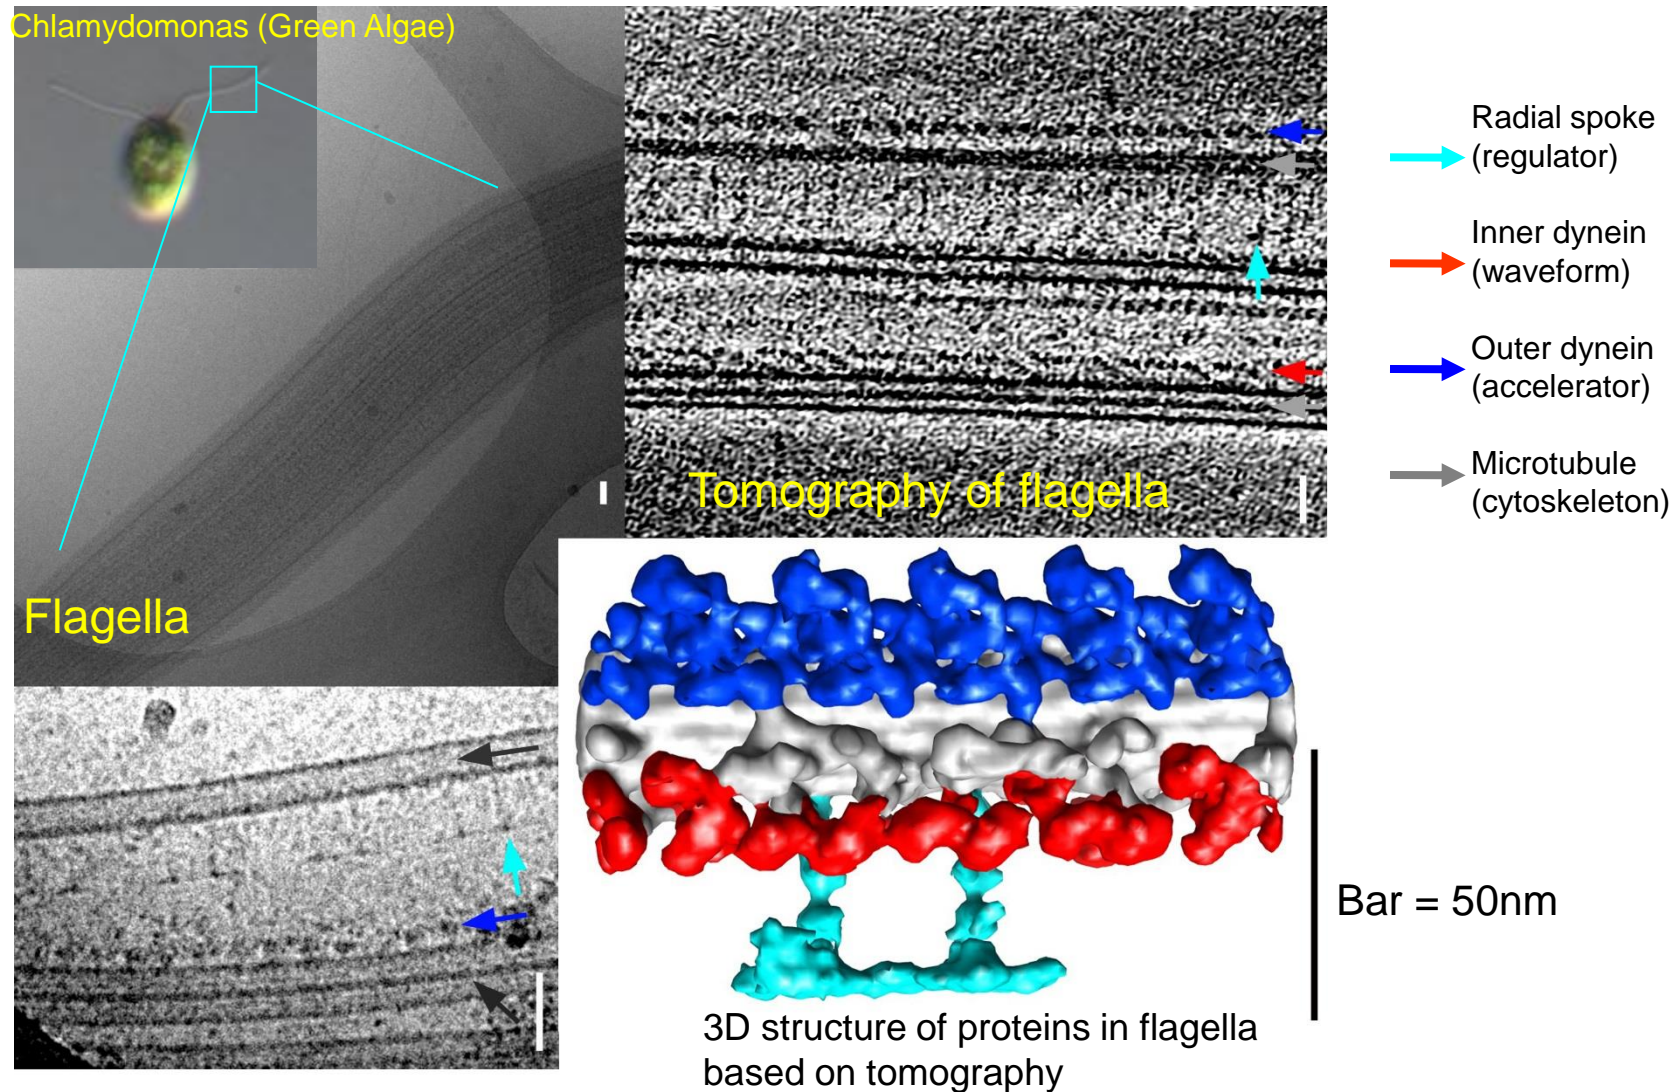 Chlamydomonas (Green Algae)
Flagella
Tomography of flagella
Radial spoke
(regulator)
Inner dynein
(waveform)
Outer dynein
(accelerator)
Microtubule
(cytoskeleton)
Bar = 50nm
3D structure of proteins in flagella
based on tomography